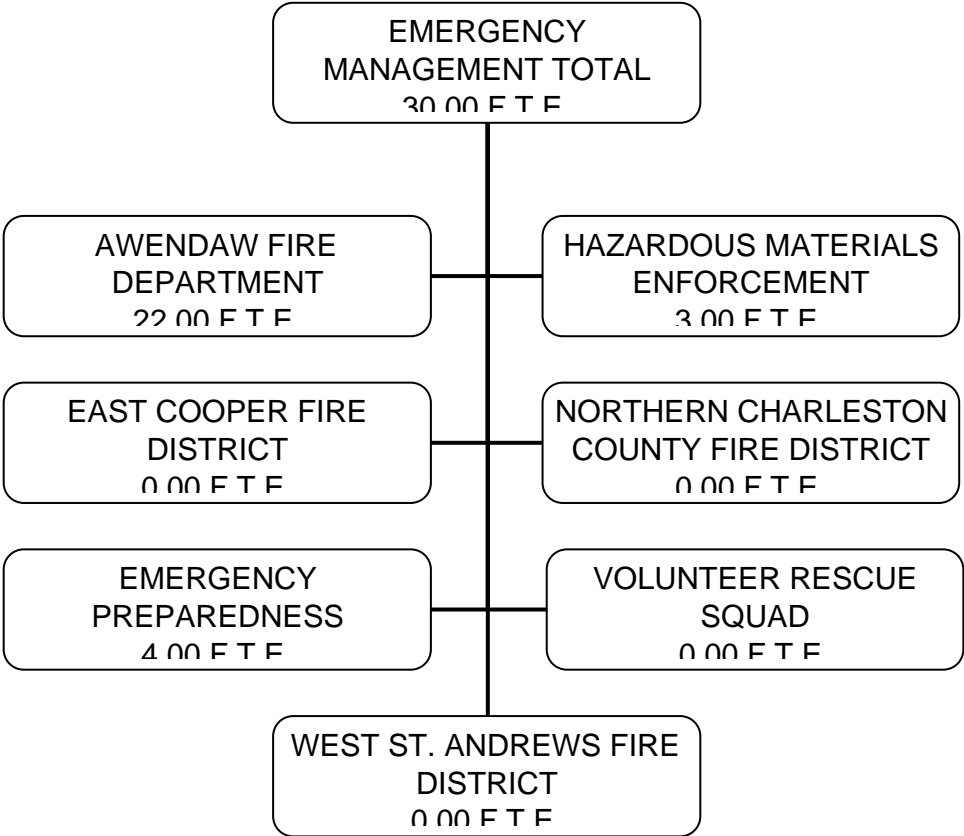 EMERGENCY
MANAGEMENT TOTAL
30.00 F.T.E.
AWENDAW FIRE
DEPARTMENT
22.00 F.T.E.
HAZARDOUS MATERIALS
ENFORCEMENT
3.00 F.T.E.
EAST COOPER FIRE
DISTRICT
0.00 F.T.E.
NORTHERN CHARLESTON
COUNTY FIRE DISTRICT
0.00 F.T.E.
EMERGENCY
PREPAREDNESS
4.00 F.T.E.
VOLUNTEER RESCUE
SQUAD
0.00 F.T.E.
WEST ST. ANDREWS FIRE
DISTRICT
0.00 F.T.E.